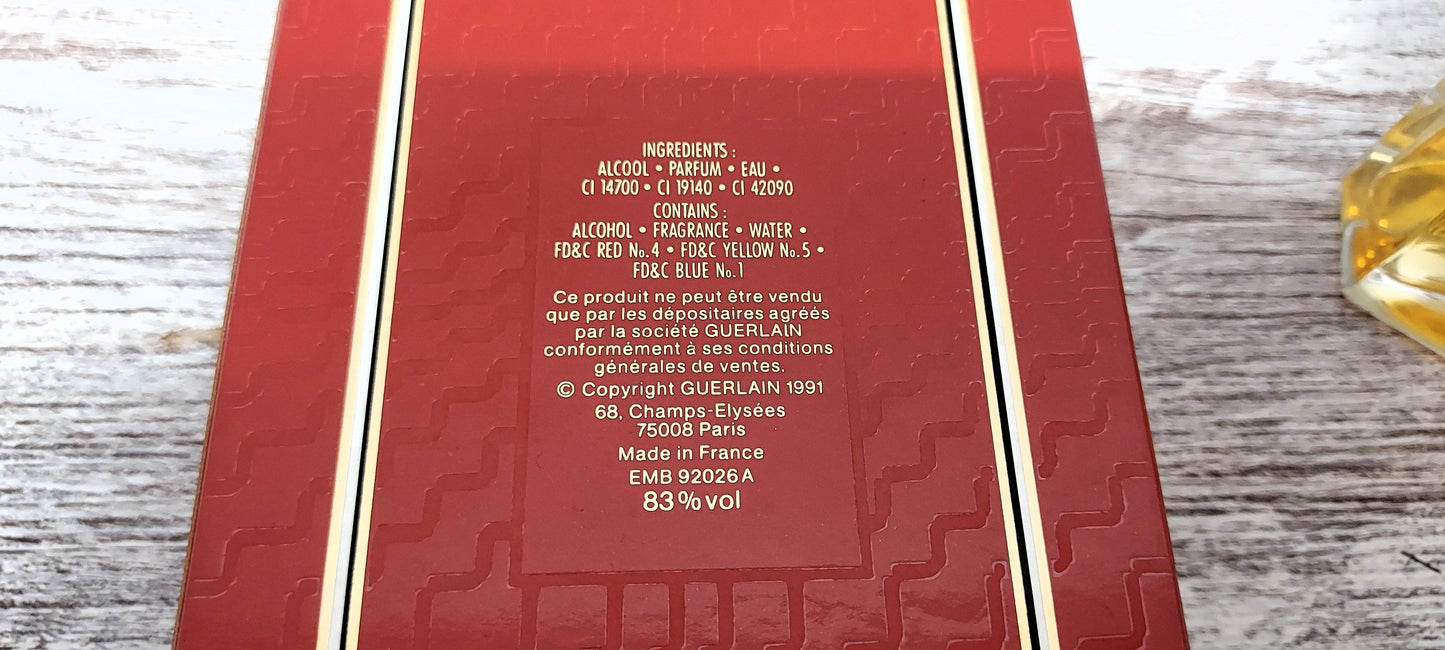 INGREDIENTS :
ALCOOL • PARFUM • EAU •
CI 14700 • CI 19140 • CI 42090
CONTAINS :
ALCOHOL • FRAGRANCE • WATER •
FD&C RED No.4 • FD&C YELLOW No.5 •
FD&C BLUE No.1
Ce produit ne peut être vendu
que par les dépositaires agréés
par la société GUERLAIN
conformément à ses conditions
générales de ventes.
© Copyright GUERLAIN 1991
68, Champs-Elysées
75008 Paris
Made in France
EMB 92026 A
83% vol